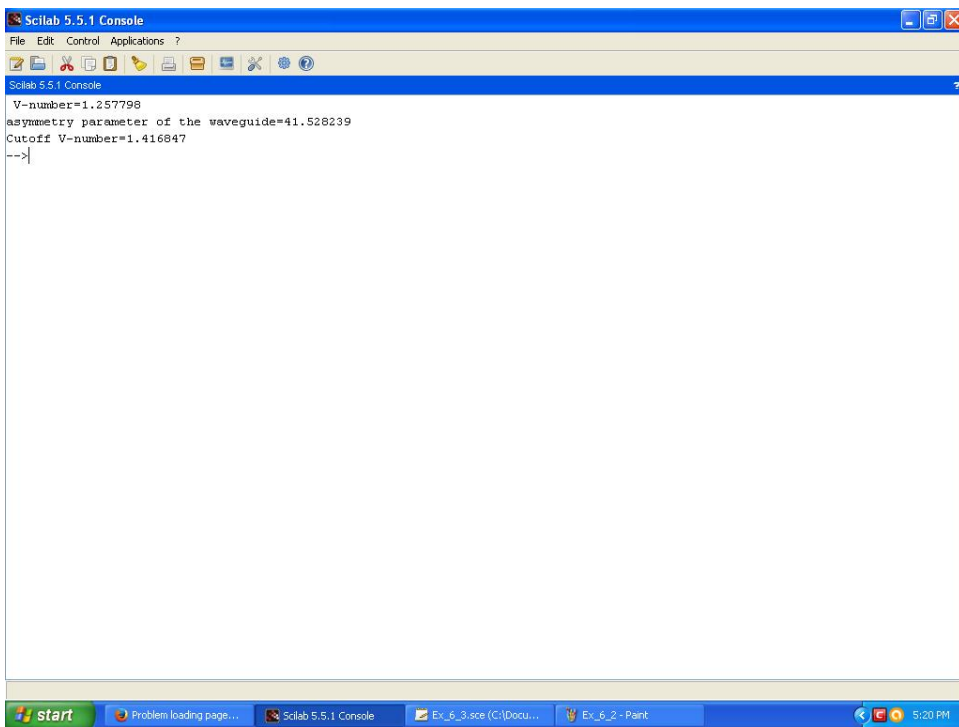 Scilab 5.5.1 Console
File Edit Control Applications ?
Scilab 5.5.1 Console ?
V-number=1.257798
asymmetry parameter of the waveguide=41.528239
Cutoff V-number=1.416847
-->
start Problem loading page... Scilab 5.5.1 Console Ex_6_3.sce (C:\Docu... Ex_6_2 - Paint 5:20 PM